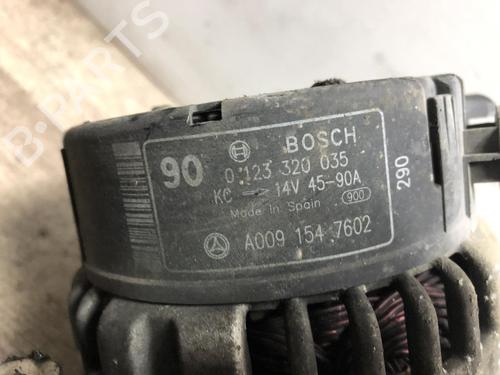 BOSCH
90
0 123 320 035
KC → 14V 45-90A
Made in Spain
900
290
A009 154 7602
B-PARTS